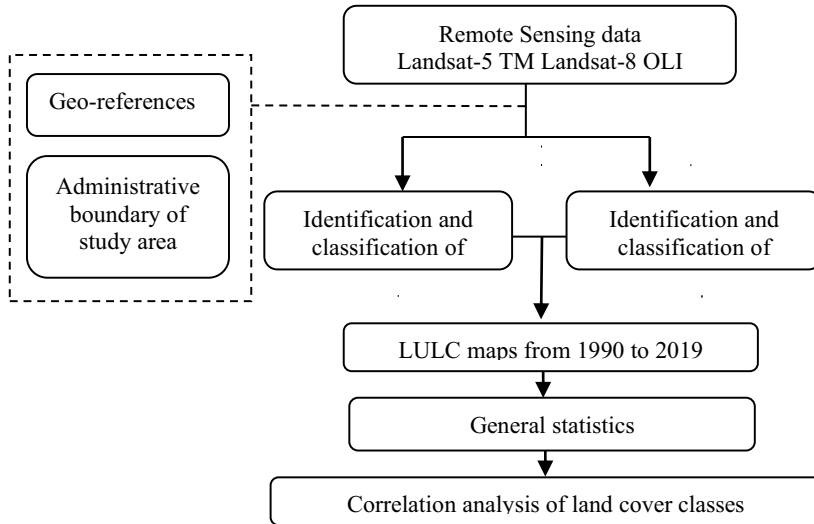 Remote Sensing data
Landsat-5 TM Landsat-8 OLI
Geo-references
Administrative
boundary of
study area
Identification and
classification of
Identification and
classification of
LULC maps from 1990 to 2019
General statistics
Correlation analysis of land cover classes